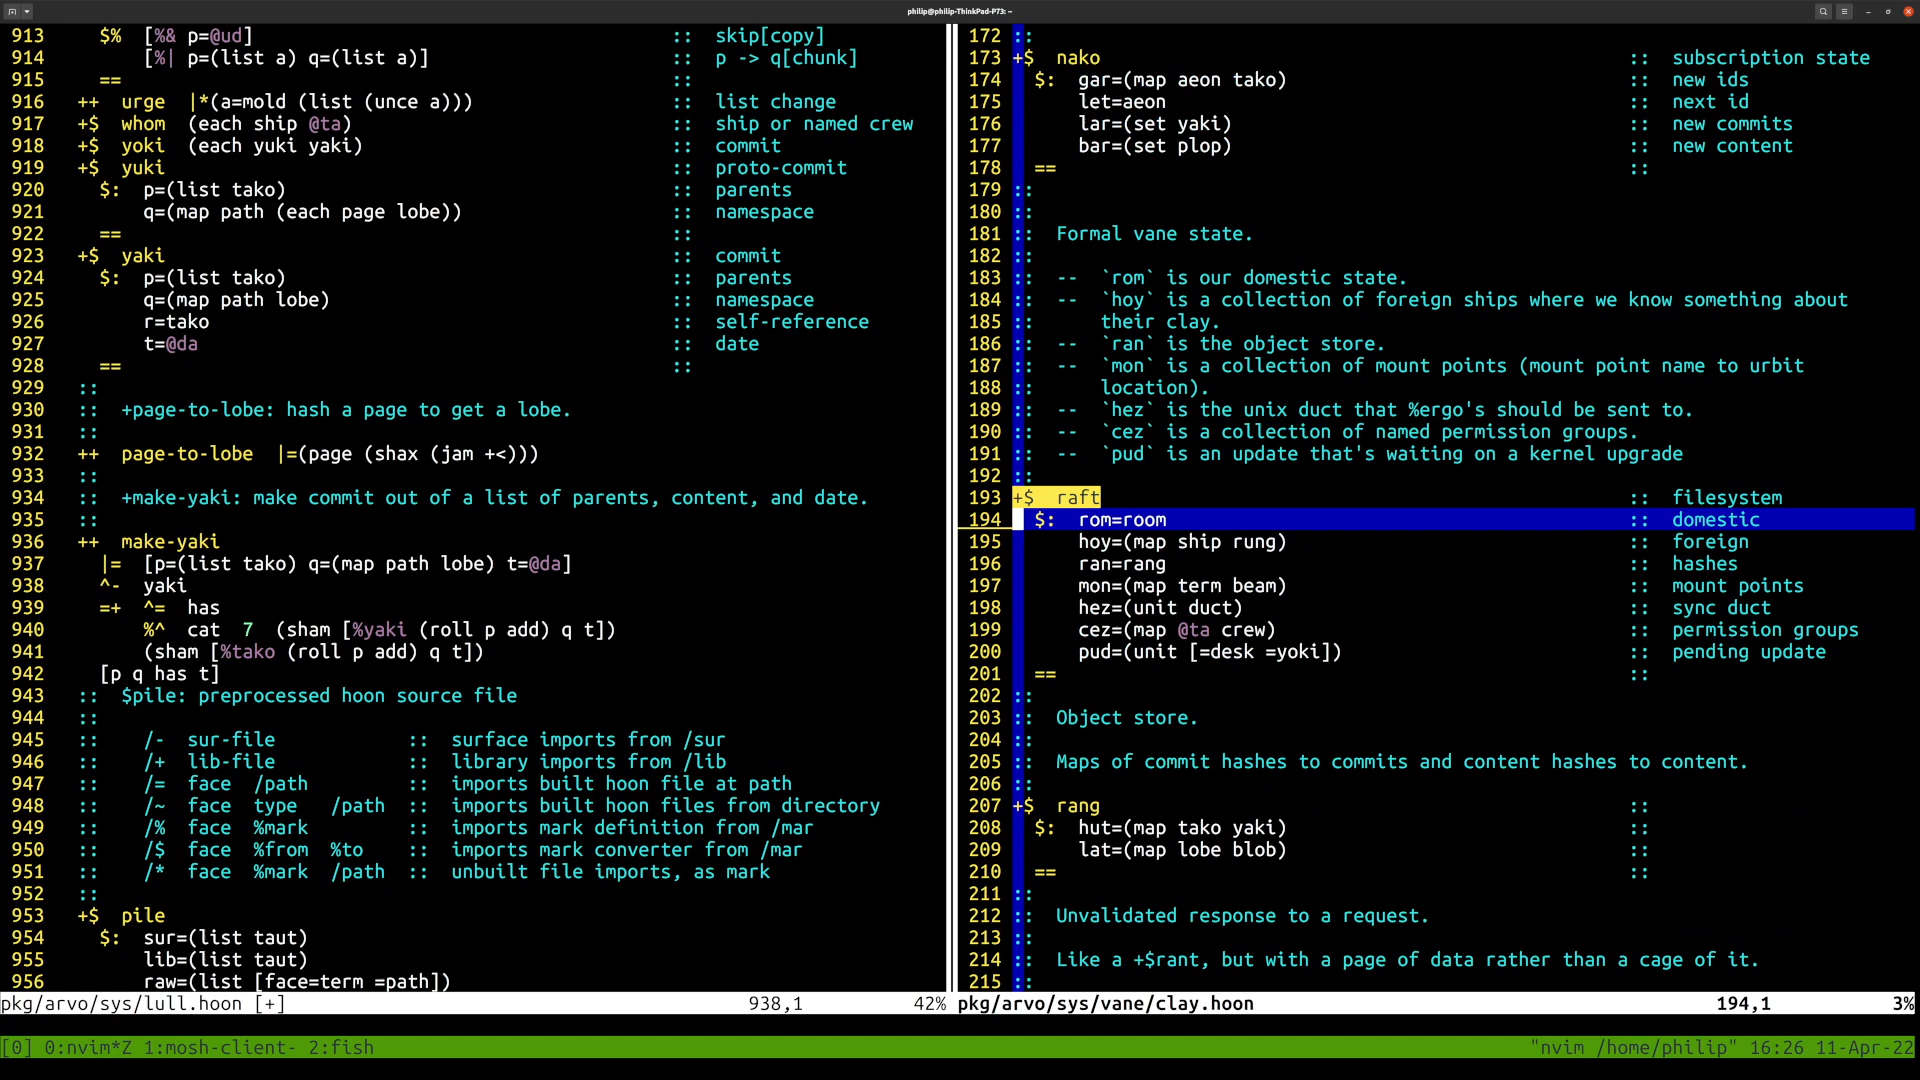 philip@philip-ThinkPad-P73: ~
913     $%  [%& p=@ud]                                      ::  skip[copy]
914         [%| p=(list a) q=(list a)]                      ::  p -> q[chunk]
915     ==                                                  ::
916   ++  urge  |*(a=mold (list (unce a)))                  ::  list change
917   +$  whom  (each ship @ta)                             ::  ship or named crew
918   +$  yoki  (each yuki yaki)                            ::  commit
919   +$  yuki                                              ::  proto-commit
920     $:  p=(list tako)                                   ::  parents
921         q=(map path (each page lobe))                   ::  namespace
922     ==                                                  ::
923   +$  yaki                                              ::  commit
924     $:  p=(list tako)                                   ::  parents
925         q=(map path lobe)                               ::  namespace
926         r=tako                                          ::  self-reference
927         t=@da                                           ::  date
928     ==                                                  ::
929   ::
930   ::  +page-to-lobe: hash a page to get a lobe.
931   ::
932   ++  page-to-lobe  |=(page (shax (jam +<)))
933   ::
934   ::  +make-yaki: make commit out of a list of parents, content, and date.
935   ::
936   ++  make-yaki
937     |=  [p=(list tako) q=(map path lobe) t=@da]
938     ^-  yaki
939     =+  ^=  has
940         %^  cat  7  (sham [%yaki (roll p add) q t])
941         (sham [%tako (roll p add) q t])
942     [p q has t]
943   ::  $pile: preprocessed hoon source file
944   ::
945   ::    /-  sur-file            ::  surface imports from /sur
946   ::    /+  lib-file            ::  library imports from /lib
947   ::    /=  face  /path         ::  imports built hoon file at path
948   ::    /~  face  type   /path  ::  imports built hoon files from directory
949   ::    /%  face  %mark         ::  imports mark definition from /mar
950   ::    /$  face  %from  %to    ::  imports mark converter from /mar
951   ::    /*  face  %mark  /path  ::  unbuilt file imports, as mark
952   ::
953   +$  pile
954     $:  sur=(list taut)
955         lib=(list taut)
956         raw=(list [face=term =path])
pkg/arvo/sys/lull.hoon [+] 938,1 42%
172 ::
173 +$  nako                                                ::  subscription state
174   $:  gar=(map aeon tako)                               ::  new ids
175       let=aeon                                          ::  next id
176       lar=(set yaki)                                    ::  new commits
177       bar=(set plop)                                    ::  new content
178   ==                                                    ::
179 ::
180 ::
181 ::  Formal vane state.
182 ::
183 ::  --  `rom` is our domestic state.
184 ::  --  `hoy` is a collection of foreign ships where we know something about
185 ::      their clay.
186 ::  --  `ran` is the object store.
187 ::  --  `mon` is a collection of mount points (mount point name to urbit
188 ::      location).
189 ::  --  `hez` is the unix duct that %ergo's should be sent to.
190 ::  --  `cez` is a collection of named permission groups.
191 ::  --  `pud` is an update that's waiting on a kernel upgrade
192 ::
193 +$  raft                                                ::  filesystem
194   $:  rom=room                                          ::  domestic
195       hoy=(map ship rung)                               ::  foreign
196       ran=rang                                          ::  hashes
197       mon=(map term beam)                               ::  mount points
198       hez=(unit duct)                                   ::  sync duct
199       cez=(map @ta crew)                                ::  permission groups
200       pud=(unit [=desk =yoki])                          ::  pending update
201   ==                                                    ::
202 ::
203 ::  Object store.
204 ::
205 ::  Maps of commit hashes to commits and content hashes to content.
206 ::
207 +$  rang                                                ::
208   $:  hut=(map tako yaki)                               ::
209       lat=(map lobe blob)                               ::
210   ==                                                    ::
211 ::
212 ::  Unvalidated response to a request.
213 ::
214 ::  Like a +$rant, but with a page of data rather than a cage of it.
215 ::
pkg/arvo/sys/vane/clay.hoon 194,1 3%
[0] 0:nvim*Z 1:mosh-client- 2:fish "nvim /home/philip" 16:26 11-Apr-22